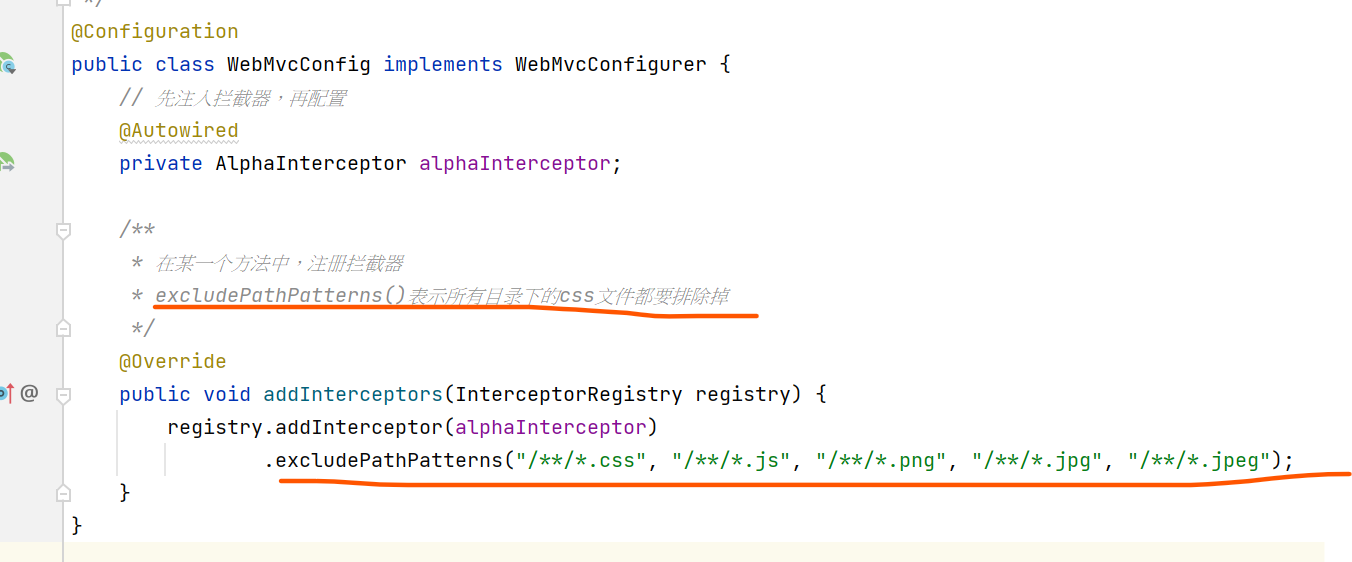 */
@Configuration
public class WebMvcConfig implements WebMvcConfigurer {
// 先注人拦截器，再配置
@Autowired
private AlphaInterceptor alphaInterceptor;
/**
* 在某一个方法中，注册拦截器
* excludePathPatterns()表示所有目录下的css文件都要排除掉
*/
@Override
@ public void addInterceptors(InterceptorRegistry registry) {
registry.addInterceptor(alphaInterceptor)
.excludePathPatterns("/**/*.css", "/**/*.js", "/**/*.png", "/**/*.jpg", "/**/*.jpeg");
}
}